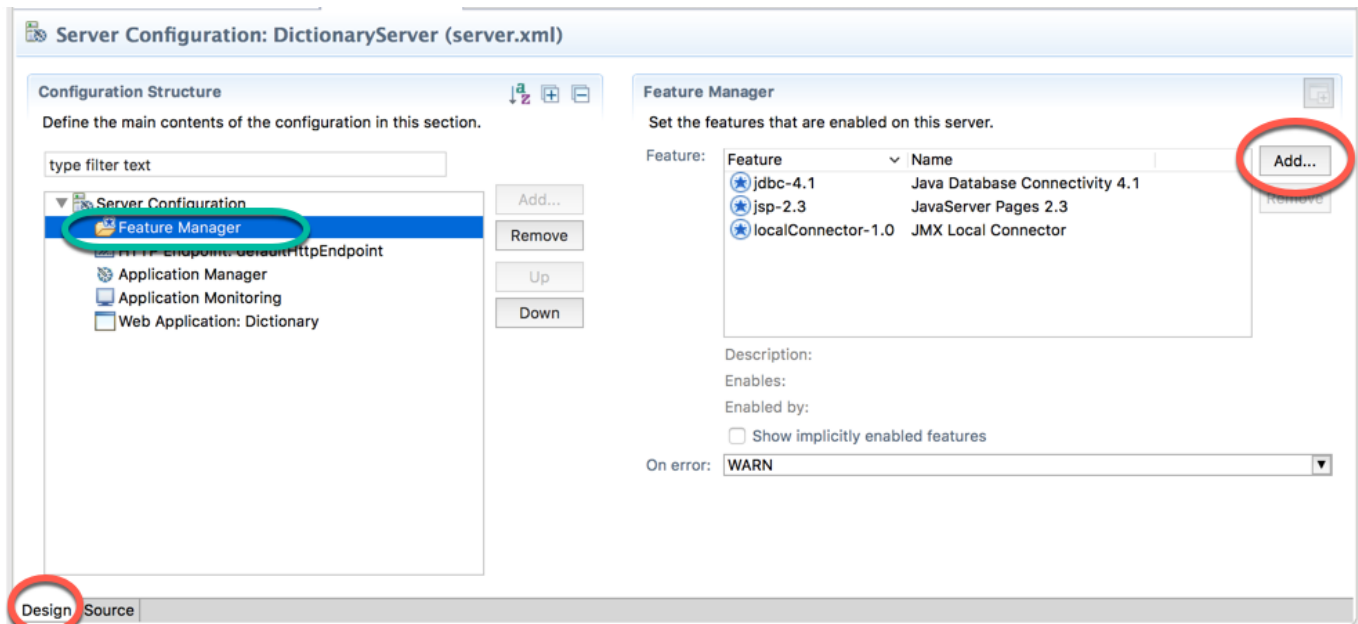 Server Configuration: DictionaryServer (server.xml)
Configuration Structure
Define the main contents of the configuration in this section.
type filter text
Server Configuration
Feature Manager
HTTP Endpoint: defaultHttpEndpoint
Application Manager
Application Monitoring
Web Application: Dictionary
Add...
Remove
Up
Down
Feature Manager
Set the features that are enabled on this server.
Feature:
Feature Name
jdbc-4.1 Java Database Connectivity 4.1
jsp-2.3 JavaServer Pages 2.3
localConnector-1.0 JMX Local Connector
Add...
Remove
Description:
Enables:
Enabled by:
Show implicitly enabled features
On error: WARN
Design Source